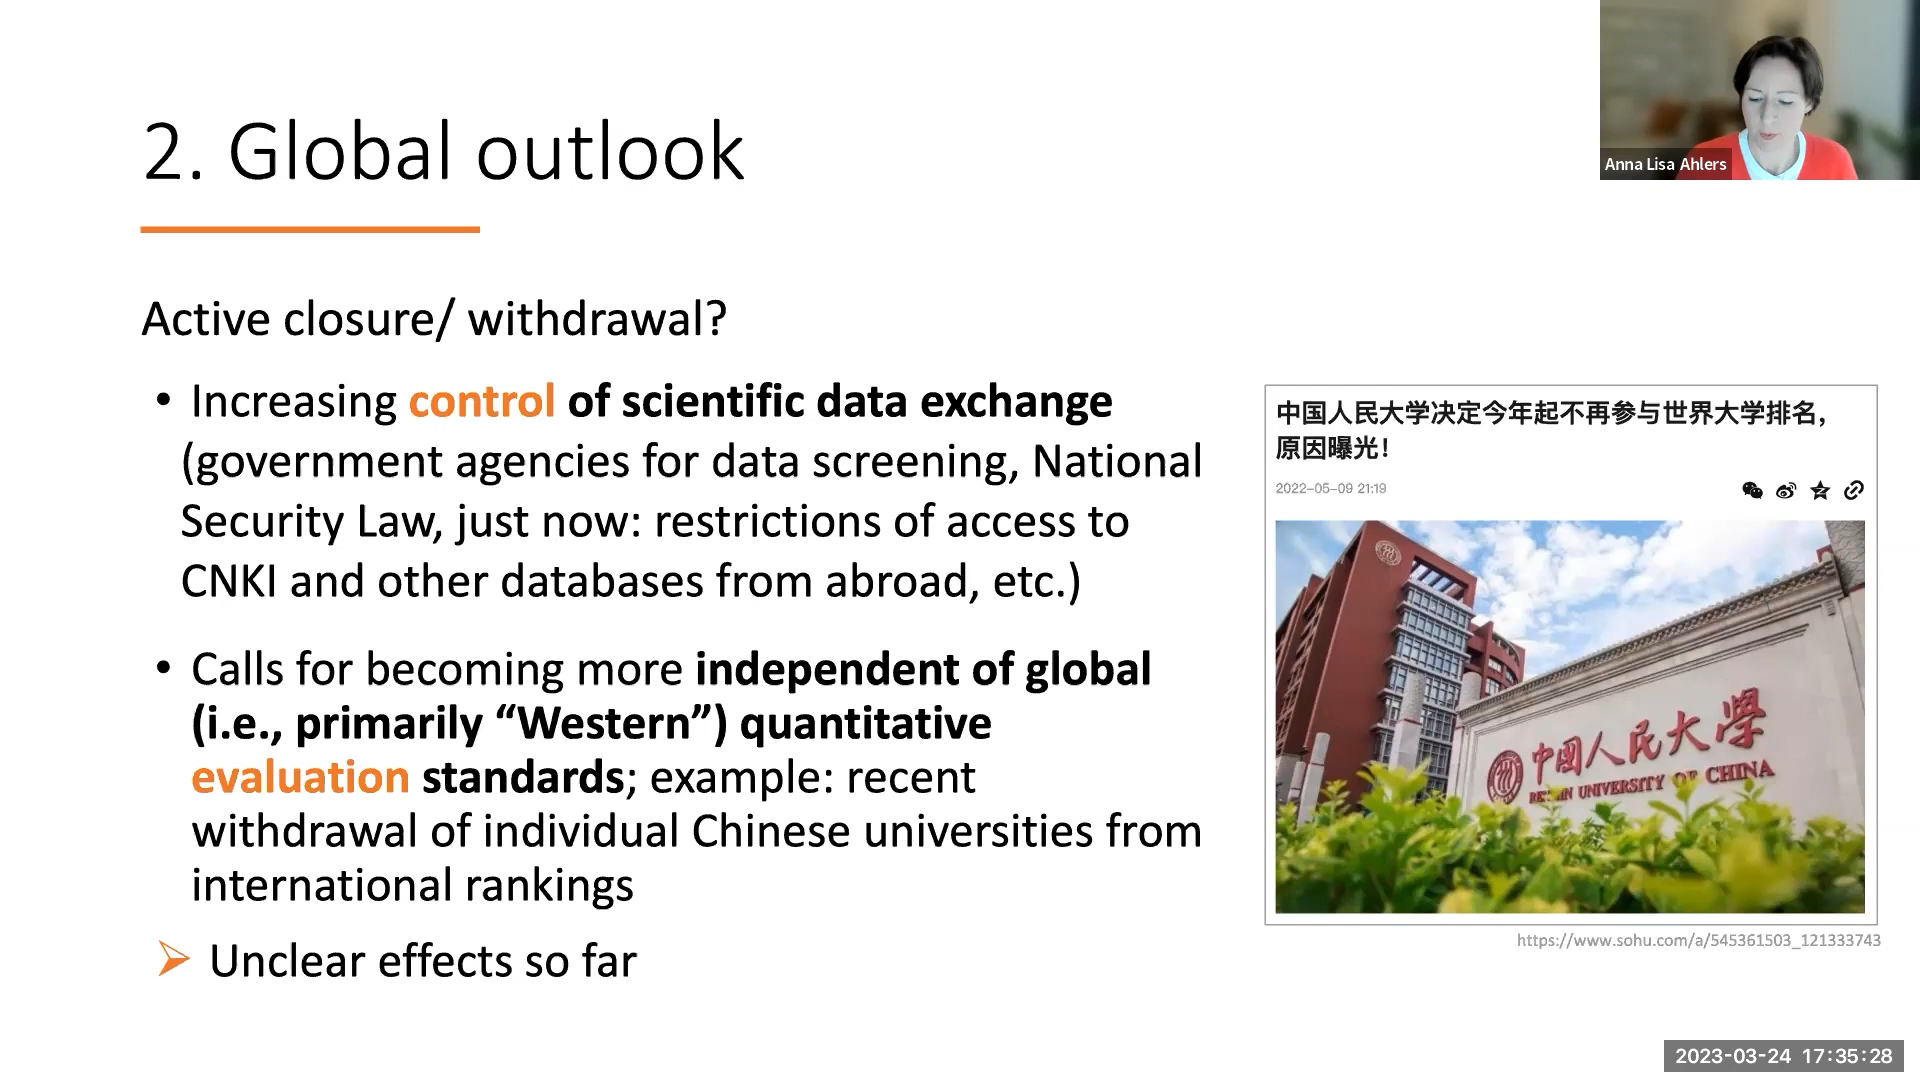 2. Global outlook
Anna Lisa Ahlers
Active closure/ withdrawal?
• Increasing control of scientific data exchange
(government agencies for data screening, National
Security Law, just now: restrictions of access to
CNKI and other databases from abroad, etc.)
• Calls for becoming more independent of global
(i.e., primarily “Western”) quantitative
evaluation standards; example: recent
withdrawal of individual Chinese universities from
international rankings
Unclear effects so far
中国人民大学决定今年起不再参与世界大学排名，
原因曝光！
2022-05-09 21:19
中国人民大学
RENMIN UNIVERSITY OF CHINA
https://www.sohu.com/a/545361503_121333743
2023-03-24 17:35:28